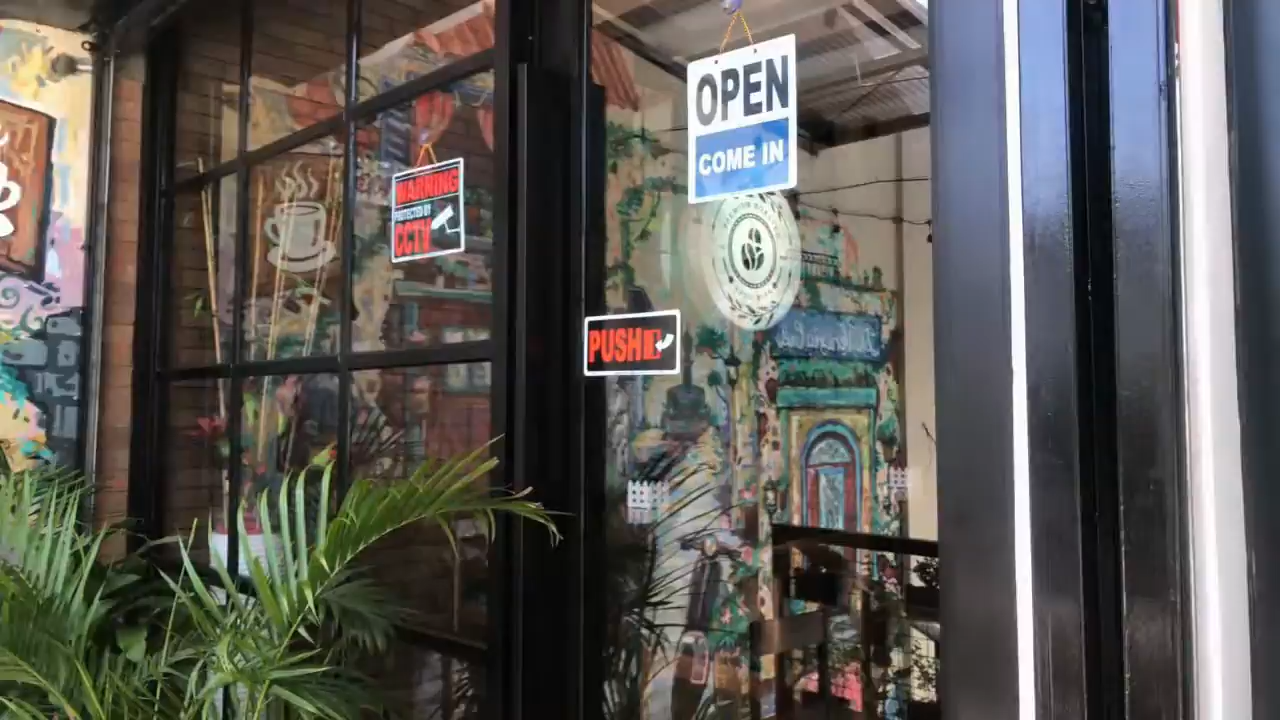 OPEN
COME IN
WARNING
PROTECTED BY
CCTV
PUSH